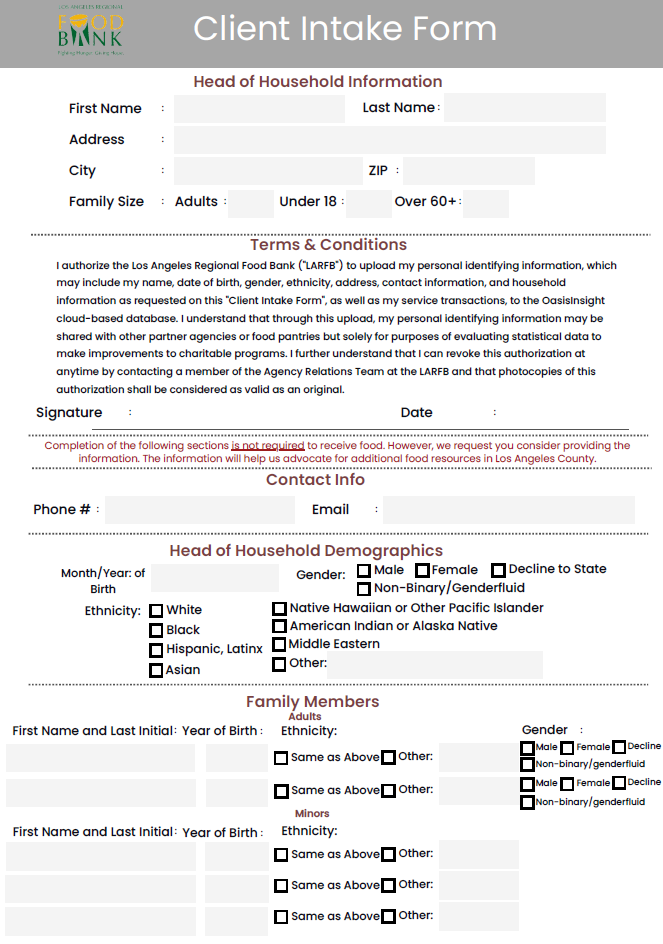 LOS ANGELES REGIONAL
FOOD
BANK
Fighting Hunger. Giving Hope.
Client Intake Form
Head of Household Information
First Name : Last Name :
Address :
City : ZIP :
Family Size : Adults : Under 18 : Over 60+:
Terms & Conditions
I authorize the Los Angeles Regional Food Bank ("LARFB") to upload my personal identifying information, which
may include my name, date of birth, gender, ethnicity, address, contact information, and household
information as requested on this "Client Intake Form", as well as my service transactions, to the OasisInsight
cloud-based database. I understand that through this upload, my personal identifying information may be
shared with other partner agencies or food pantries but solely for purposes of evaluating statistical data to
make improvements to charitable programs. I further understand that I can revoke this authorization at
anytime by contacting a member of the Agency Relations Team at the LARFB and that photocopies of this
authorization shall be considered as valid as an original.
Signature : Date :
Completion of the following sections is not required to receive food. However, we request you consider providing the
information. The information will help us advocate for additional food resources in Los Angeles County.
Contact Info
Phone # : Email :
Head of Household Demographics
Month/Year: of Birth
Gender: Male Female Decline to State
Non-Binary/Genderfluid
Ethnicity: White Native Hawaiian or Other Pacific Islander
Black American Indian or Alaska Native
Hispanic, Latinx Middle Eastern
Asian Other:
Family Members
Adults
First Name and Last Initial : Year of Birth : Ethnicity: Gender :
Same as Above Other: Male Female Decline
Non-binary/genderfluid
Same as Above Other: Male Female Decline
Non-binary/genderfluid
Minors
First Name and Last Initial : Year of Birth : Ethnicity:
Same as Above Other:
Same as Above Other:
Same as Above Other: